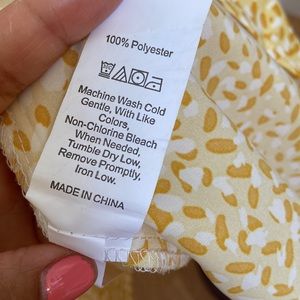 100% Polyester
Machine Wash Cold
Gentle, With Like
Colors,
Non-Chlorine Bleach
When Needed,
Tumble Dry Low,
Remove Promptly,
Iron Low.
MADE IN CHINA